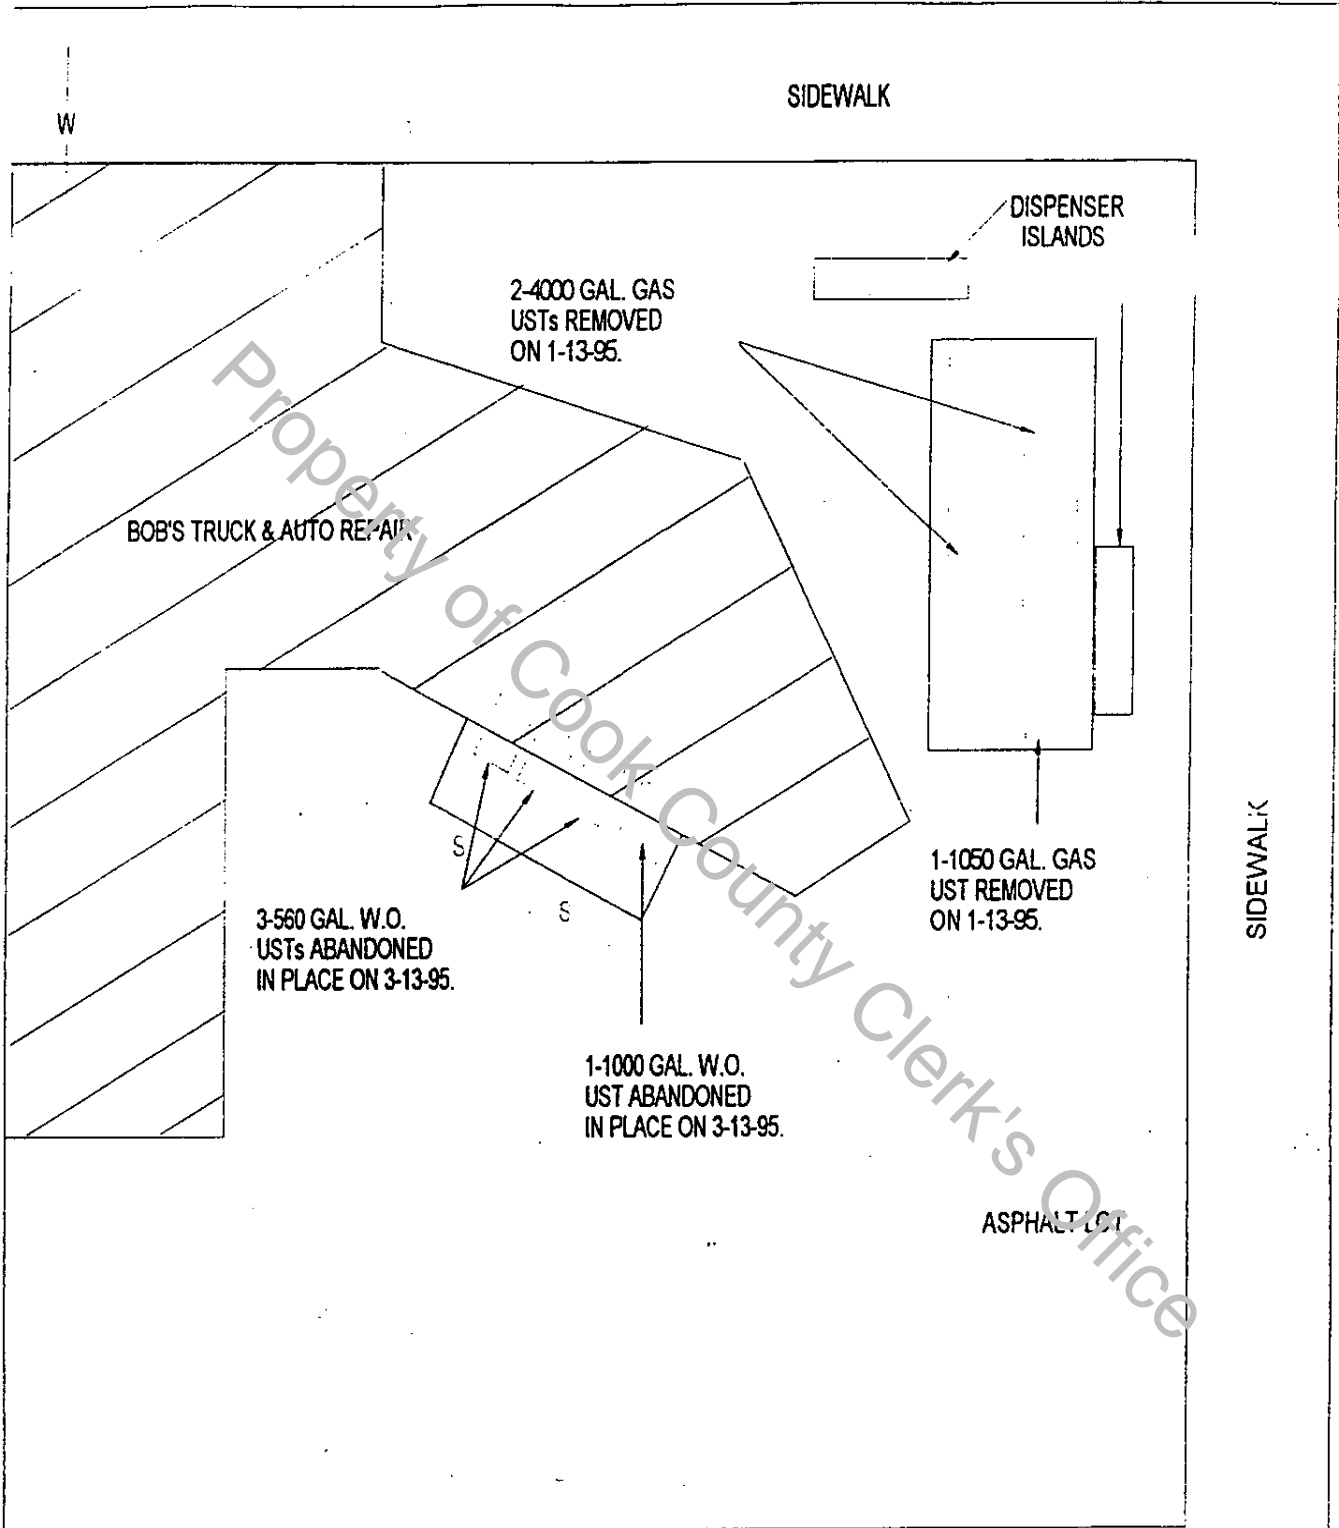 SIDEWALK
W
DISPENSER
ISLANDS
2-4000 GAL. GAS
USTs REMOVED
ON 1-13-95.
BOB'S TRUCK & AUTO REPAIR
S
S
3-560 GAL. W.O.
USTs ABANDONED
IN PLACE ON 3-13-95.
1-1050 GAL. GAS
UST REMOVED
ON 1-13-95.
SIDEWALK
1-1000 GAL. W.O.
UST ABANDONED
IN PLACE ON 3-13-95.
ASPHALT LOT
Property of Cook County Clerk's Office